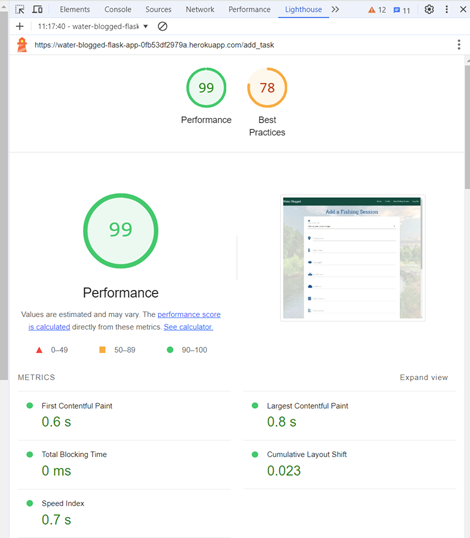 Elements Console Sources Network Performance Lighthouse 12 11
11:17:40 - water-blogged-flask
https://water-blogged-flask-app-0fb53df2979a.herokuapp.com/add_task
99 78
Performance Best
Practices
99
Add a Fishing Session
Performance
Values are estimated and may vary. The performance score
is calculated directly from these metrics. See calculator.
0–49 50–89 90–100
METRICS Expand view
First Contentful Paint Largest Contentful Paint
0.6 s 0.8 s
Total Blocking Time Cumulative Layout Shift
0 ms 0.023
Speed Index
0.7 s